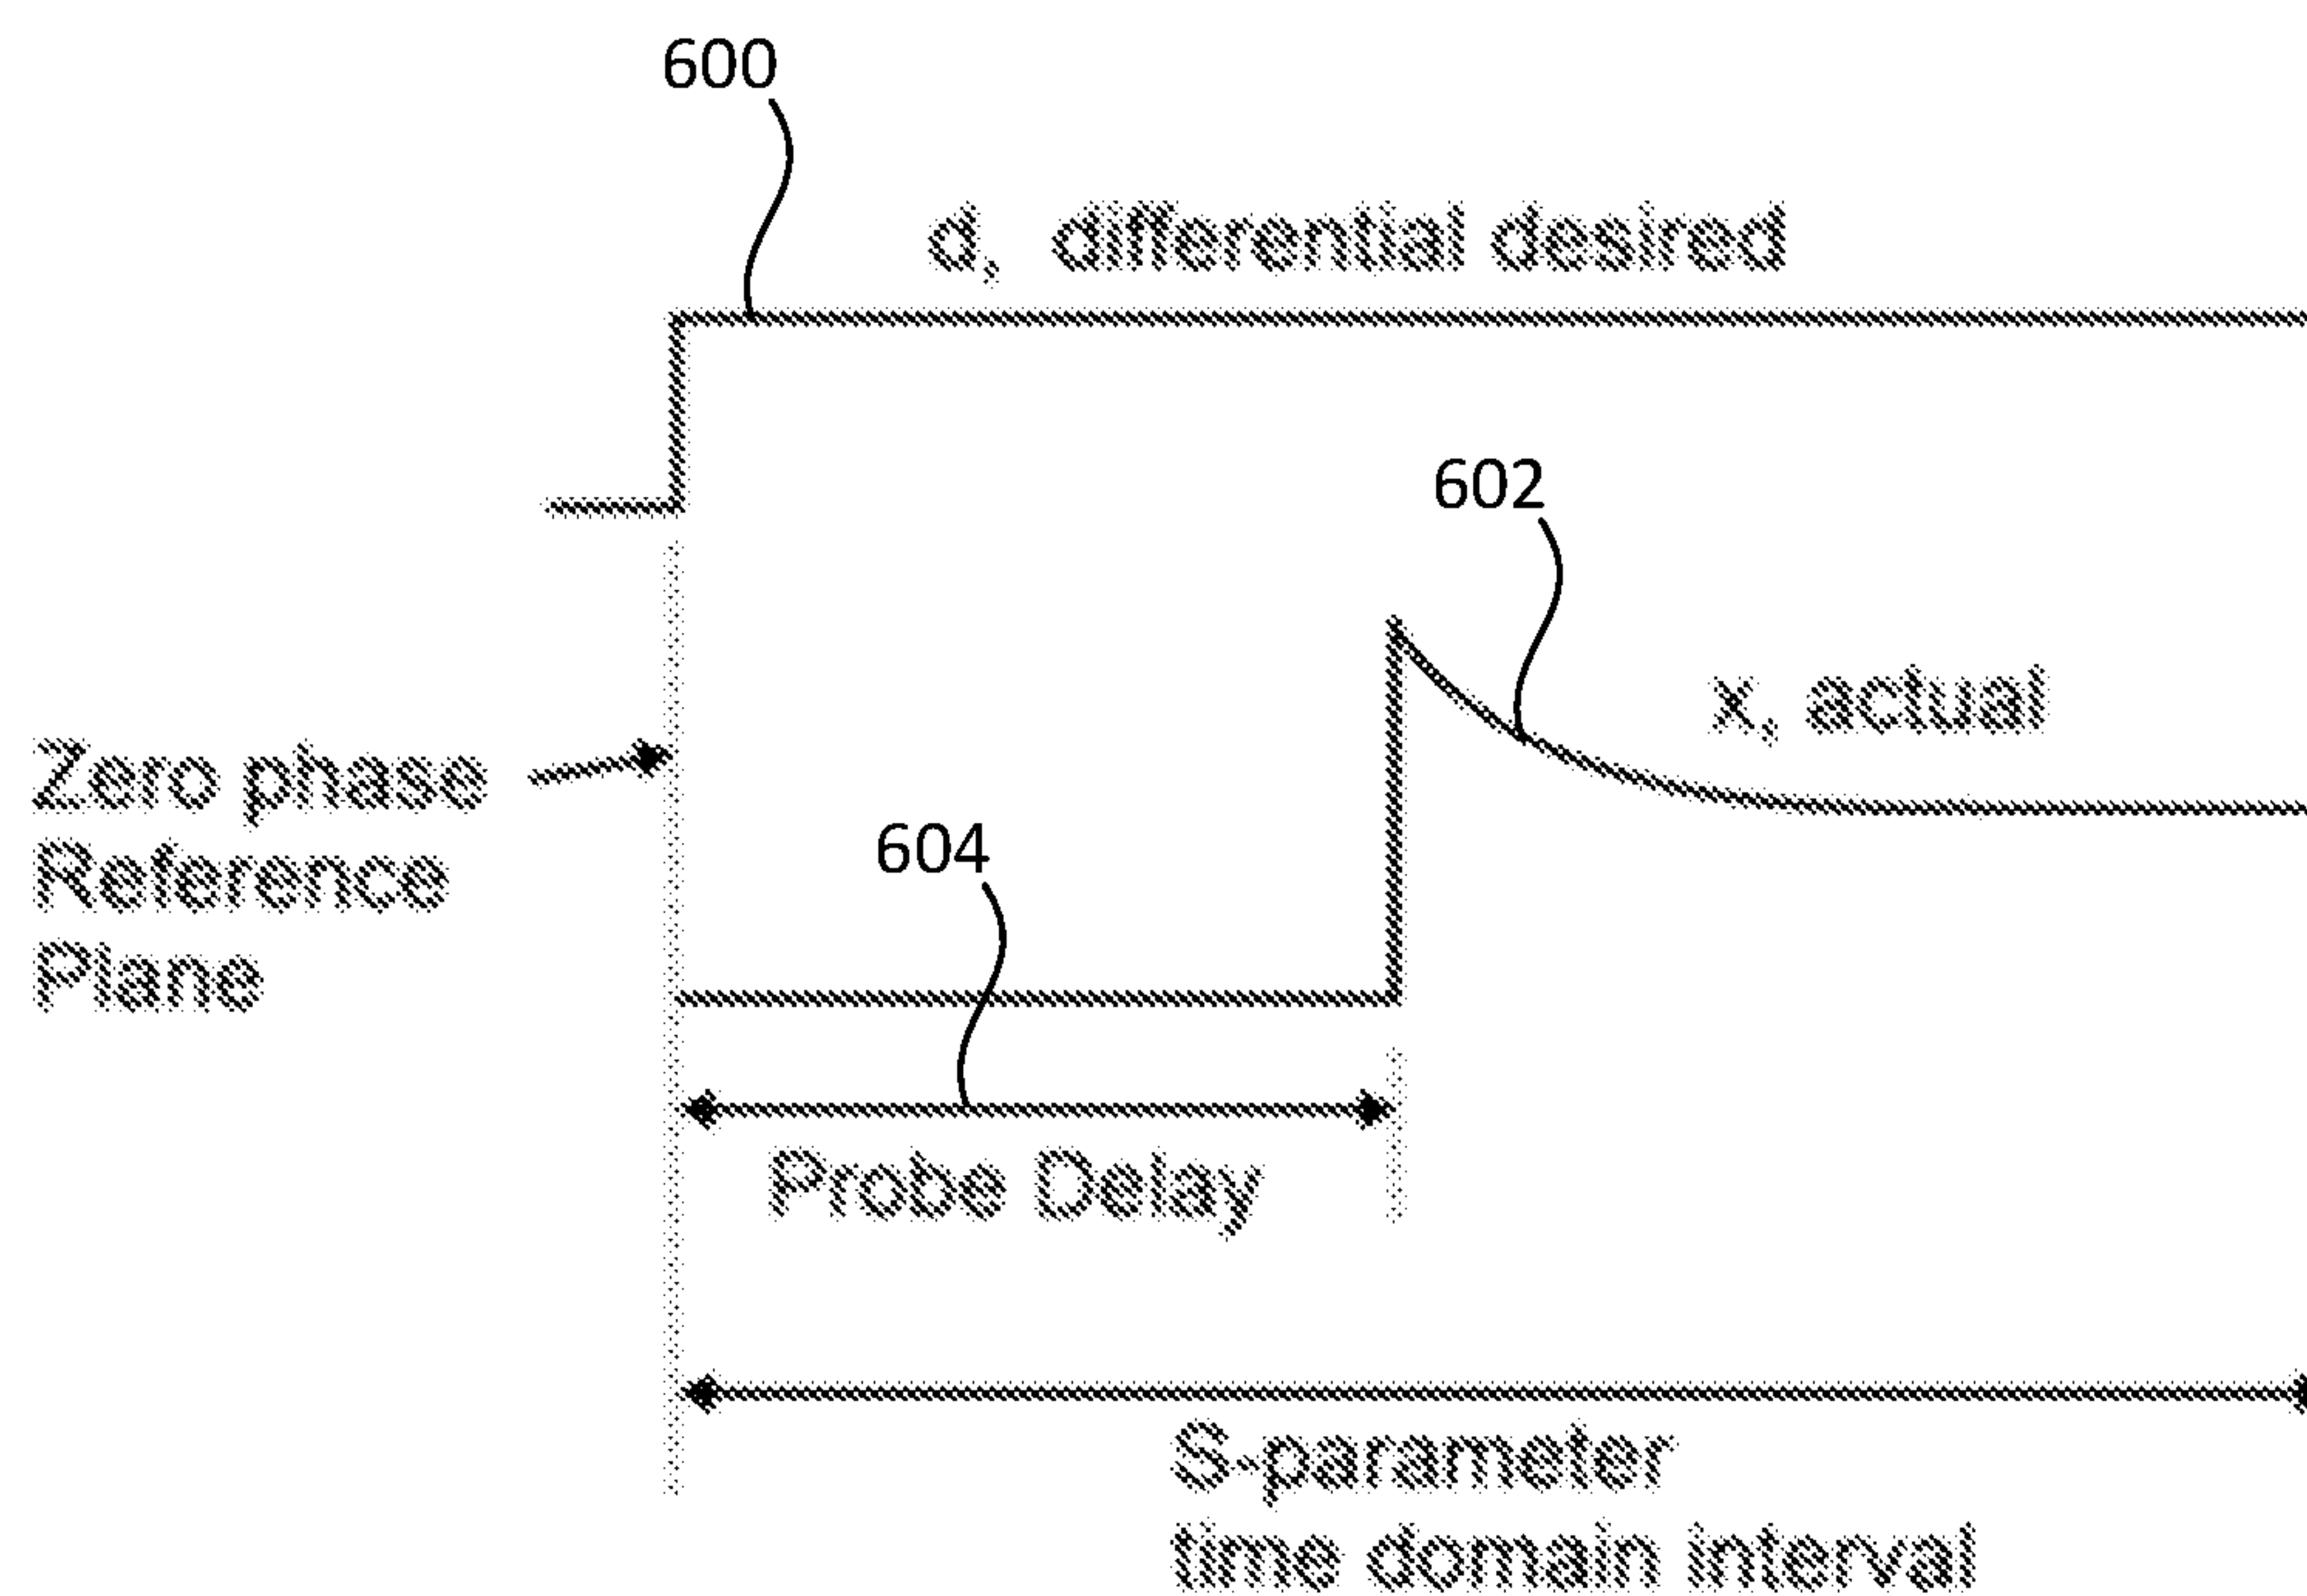 600
d, differential desired
602
x, actual
Zero phase
Reference
Plane
604
Probe Delay
S-parameter
time domain interval